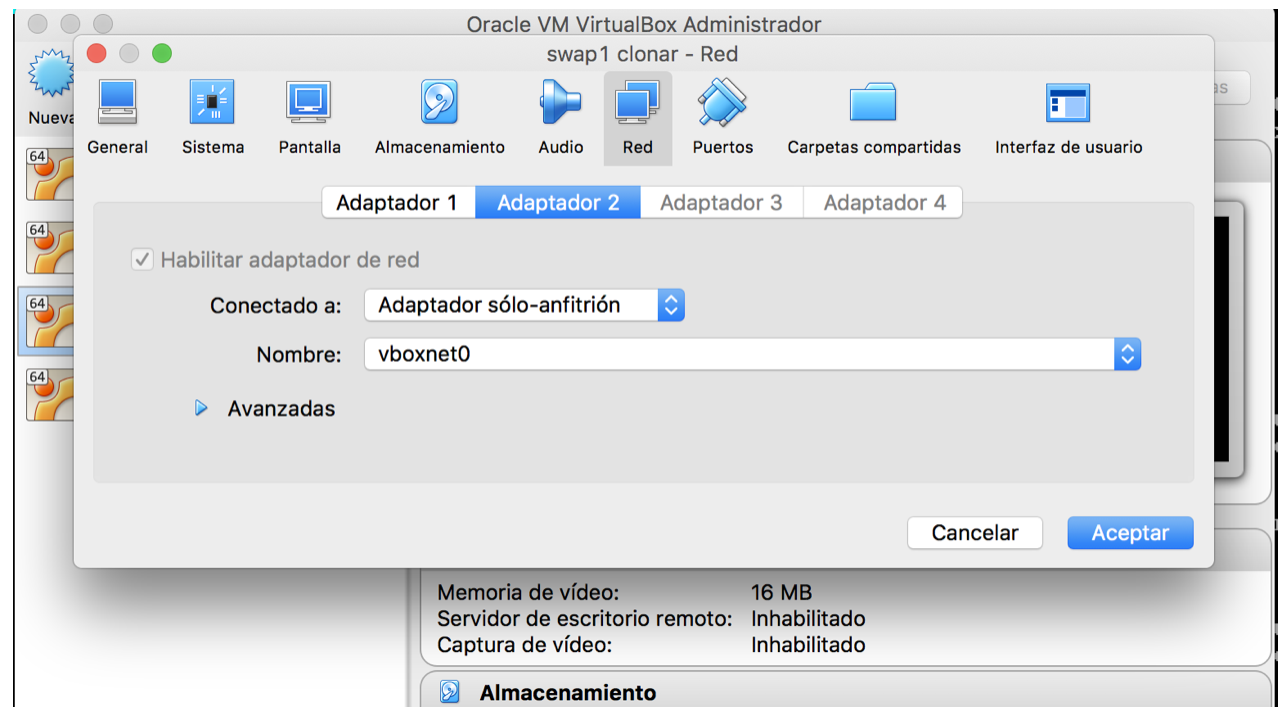 Oracle VM VirtualBox Administrador
swap1 clonar - Red
Nueva
General Sistema Pantalla Almacenamiento Audio Red Puertos Carpetas compartidas Interfaz de usuario
64
Adaptador 1 Adaptador 2 Adaptador 3 Adaptador 4
64
Habilitar adaptador de red
64
Conectado a: Adaptador sólo-anfitrión
Nombre: vboxnet0
64
Avanzadas
Cancelar Aceptar
Memoria de vídeo: 16 MB
Servidor de escritorio remoto: Inhabilitado
Captura de vídeo: Inhabilitado
Almacenamiento